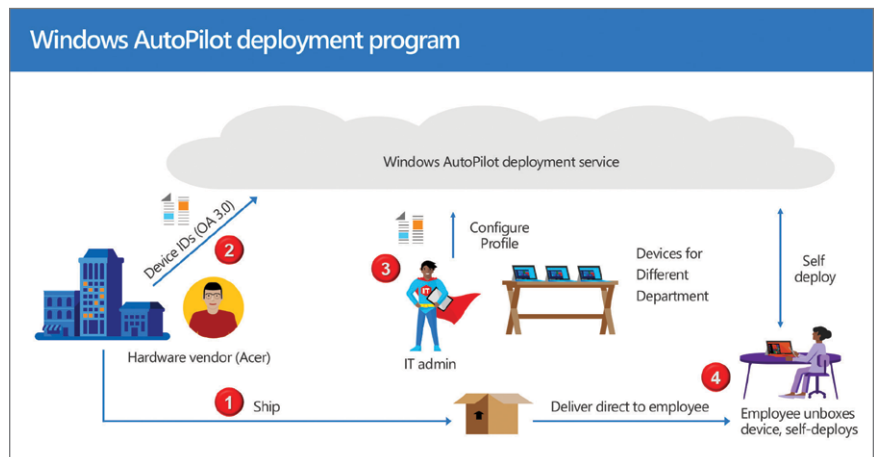 Windows AutoPilot deployment program
Windows AutoPilot deployment service
Device IDs (OA 3.0)
2
Hardware vendor (Acer)
3
Configure
Profile
IT
IT admin
Devices for
Different
Department
Self
deploy
1
Ship
Deliver direct to employee
4
Employee unboxes
device, self-deploys